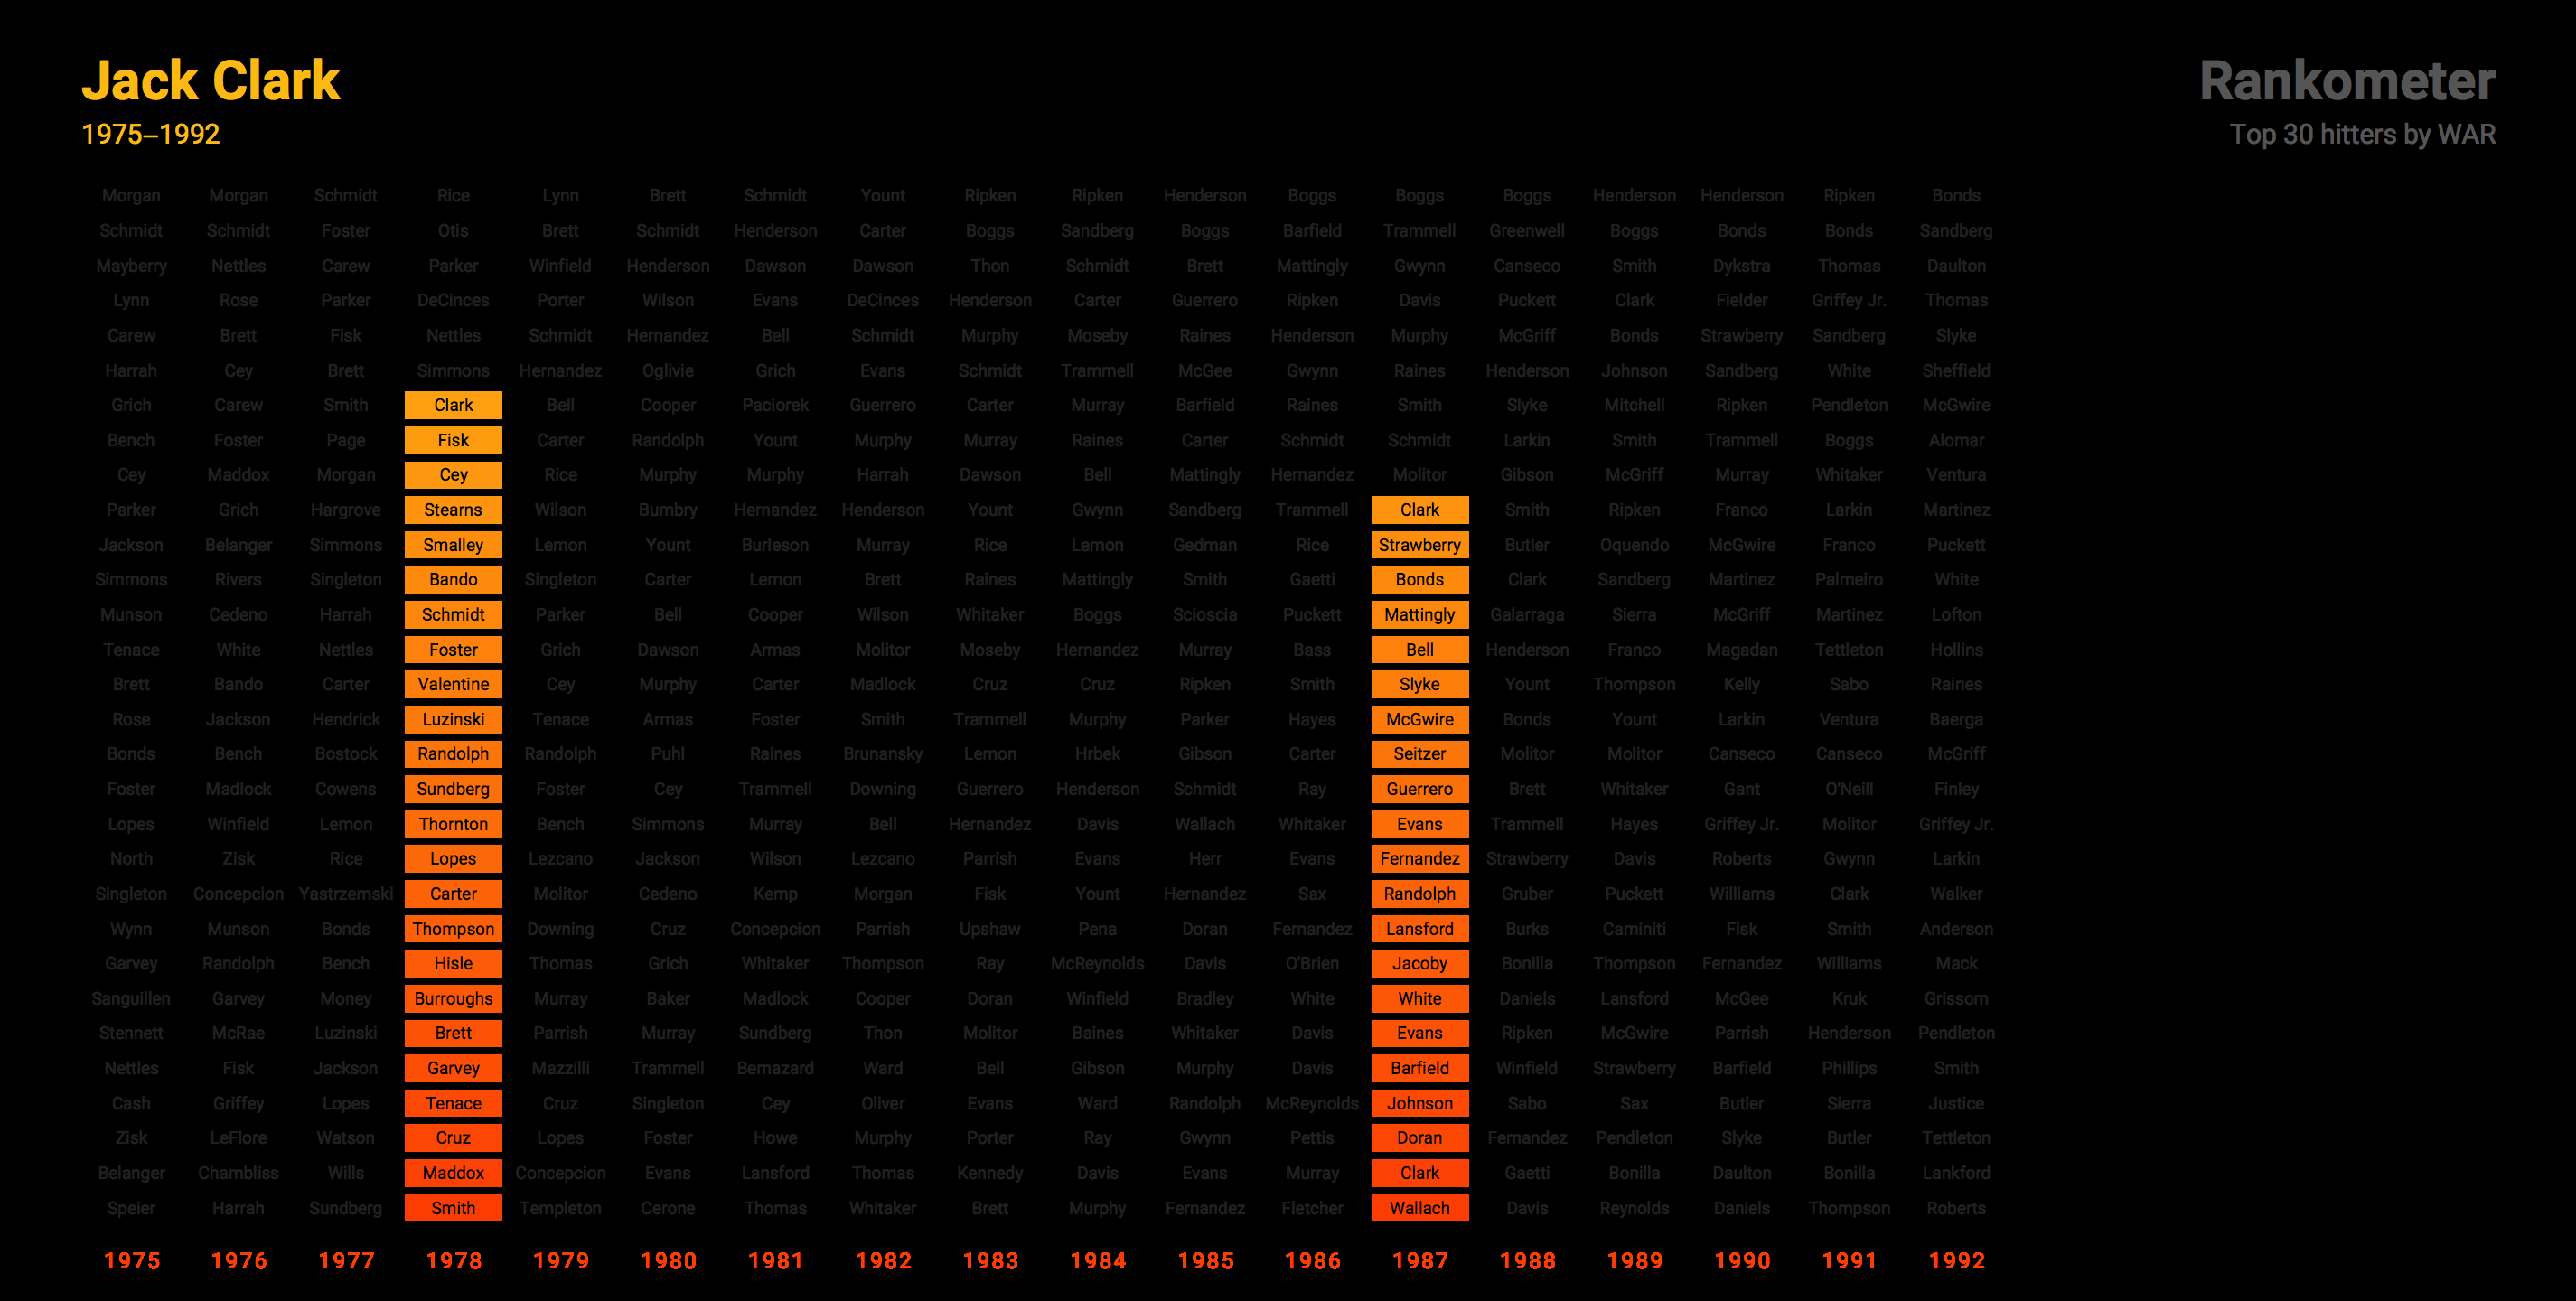 Jack Clark
1975–1992
Rankometer
Top 30 hitters by WAR
Morgan Morgan Schmidt Rice Lynn Brett Schmidt Yount Ripken Ripken Henderson Boggs Boggs Boggs Henderson Henderson Ripken Bonds
Schmidt Schmidt Foster Otis Brett Schmidt Henderson Carter Boggs Sandberg Boggs Barfield Trammell Greenwell Boggs Bonds Bonds Sandberg
Mayberry Nettles Carew Parker Winfield Henderson Dawson Dawson Thon Schmidt Brett Mattingly Gwynn Canseco Smith Dykstra Thomas Daulton
Lynn Rose Parker DeCinces Porter Wilson Evans DeCinces Henderson Carter Guerrero Ripken Davis Puckett Clark Fielder Griffey Jr. Thomas
Carew Brett Fisk Nettles Schmidt Hernandez Bell Schmidt Murphy Moseby Raines Henderson Murphy McGriff Bonds Strawberry Sandberg Slyke
Harrah Cey Brett Simmons Hernandez Oglivie Grich Evans Schmidt Trammell McGee Gwynn Raines Henderson Johnson Sandberg White Sheffield
Grich Carew Smith Clark Bell Cooper Paciorek Guerrero Carter Murray Barfield Raines Smith Slyke Mitchell Ripken Pendleton McGwire
Bench Foster Page Fisk Carter Randolph Yount Murphy Murray Raines Carter Schmidt Schmidt Larkin Smith Trammell Boggs Alomar
Cey Maddox Morgan Cey Rice Murphy Murphy Harrah Dawson Bell Mattingly Hernandez Molitor Gibson McGriff Murray Whitaker Ventura
Parker Grich Hargrove Stearns Wilson Bumbry Hernandez Henderson Yount Gwynn Sandberg Trammell Clark Smith Ripken Franco Larkin Martinez
Jackson Belanger Simmons Smalley Lemon Yount Burleson Murray Rice Lemon Gedman Rice Strawberry Butler Oquendo McGwire Franco Puckett
Simmons Rivers Singleton Bando Singleton Carter Lemon Brett Raines Mattingly Smith Gaetti Bonds Clark Sandberg Martinez Palmeiro White
Munson Cedeno Harrah Schmidt Parker Bell Cooper Wilson Whitaker Boggs Scioscia Puckett Mattingly Galarraga Sierra McGriff Martinez Lofton
Tenace White Nettles Foster Grich Dawson Armas Molitor Moseby Hernandez Murray Bass Bell Henderson Franco Magadan Tettleton Hollins
Brett Bando Carter Valentine Cey Murphy Carter Madlock Cruz Cruz Ripken Smith Slyke Yount Thompson Kelly Sabo Raines
Rose Jackson Hendrick Luzinski Tenace Armas Foster Smith Trammell Murphy Parker Hayes McGwire Bonds Yount Larkin Ventura Baerga
Bonds Bench Bostock Randolph Randolph Puhl Raines Brunansky Lemon Hrbek Gibson Carter Seitzer Molitor Molitor Canseco Canseco McGriff
Foster Madlock Cowens Sundberg Foster Cey Trammell Downing Guerrero Henderson Schmidt Ray Guerrero Brett Whitaker Gant O'Neill Finley
Lopes Winfield Lemon Thornton Bench Simmons Murray Bell Hernandez Davis Wallach Whitaker Evans Trammell Hayes Griffey Jr. Molitor Griffey Jr.
North Zisk Rice Lopes Lezcano Jackson Wilson Lezcano Parrish Evans Herr Evans Fernandez Strawberry Davis Roberts Gwynn Larkin
Singleton Concepcion Yastrzemski Carter Molitor Cedeno Kemp Morgan Fisk Yount Hernandez Sax Randolph Gruber Puckett Williams Clark Walker
Wynn Munson Bonds Thompson Downing Cruz Concepcion Parrish Upshaw Pena Doran Fernandez Lansford Burks Caminiti Fisk Smith Anderson
Garvey Randolph Bench Hisle Thomas Grich Whitaker Thompson Ray McReynolds Davis O'Brien Jacoby Bonilla Thompson Fernandez Williams Mack
Sanguillen Garvey Money Burroughs Murray Baker Madlock Cooper Doran Winfield Bradley White White Daniels Lansford McGee Kruk Grissom
Stennett McRae Luzinski Brett Parrish Murray Sundberg Thon Molitor Baines Whitaker Davis Evans Ripken McGwire Parrish Henderson Pendleton
Nettles Fisk Jackson Garvey Mazzilli Trammell Bernazard Ward Bell Gibson Murphy Davis Barfield Winfield Strawberry Barfield Phillips Smith
Cash Griffey Lopes Tenace Cruz Singleton Cey Oliver Evans Ward Randolph McReynolds Johnson Sabo Sax Butler Sierra Justice
Zisk LeFlore Watson Cruz Lopes Foster Howe Murphy Porter Ray Gwynn Pettis Doran Fernandez Pendleton Slyke Butler Tettleton
Belanger Chambliss Wills Maddox Concepcion Evans Lansford Thomas Kennedy Davis Evans Murray Clark Gaetti Bonilla Daulton Bonilla Lankford
Speier Harrah Sundberg Smith Templeton Cerone Thomas Whitaker Brett Murphy Fernandez Fletcher Wallach Davis Reynolds Daniels Thompson Roberts
1975 1976 1977 1978 1979 1980 1981 1982 1983 1984 1985 1986 1987 1988 1989 1990 1991 1992